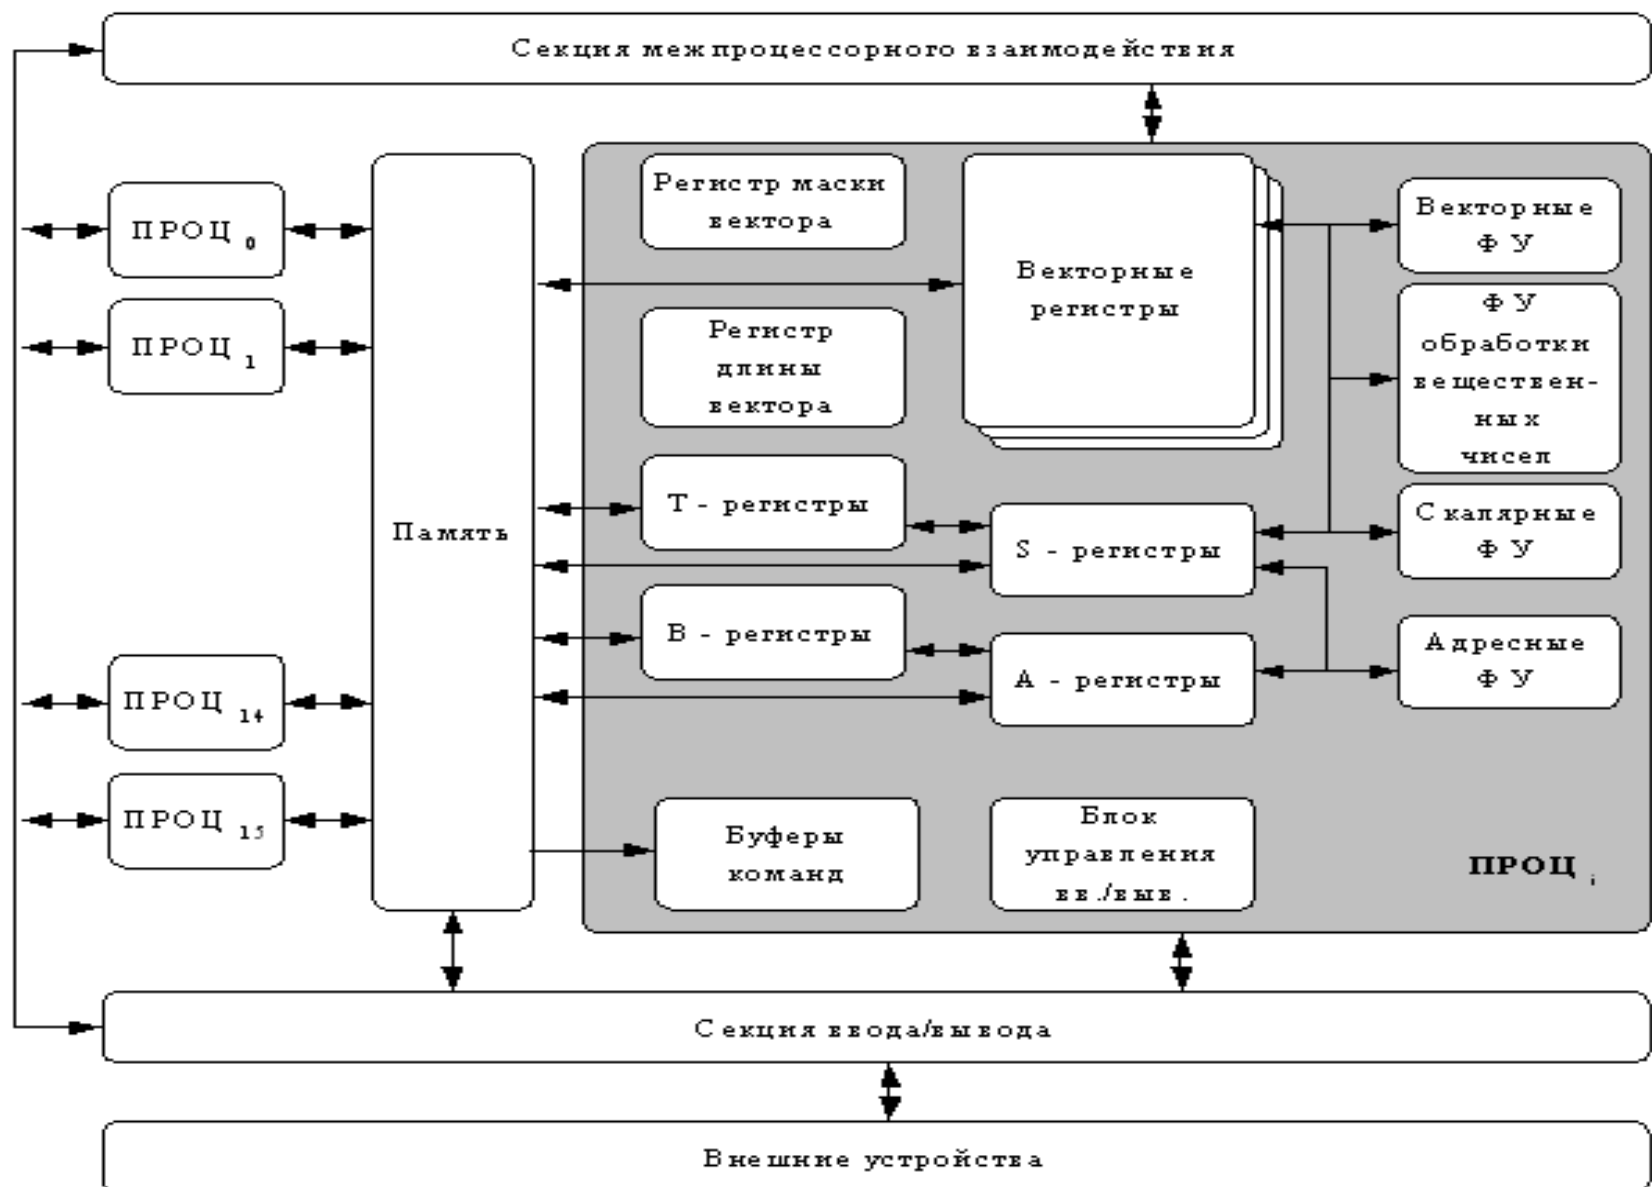 Секция межпроцессорного взаимодействия
ПРОЦ 0
ПРОЦ 1
ПРОЦ 14
ПРОЦ 15
Память
Регистр маски
вектора
Регистр
длины
вектора
Векторные
регистры
Т - регистры
В - регистры
S - регистры
А - регистры
Векторные
ФУ
ФУ
обработки
веществен-
ных
чисел
Скалярные
ФУ
Адресные
ФУ
Буферы
команд
Блок
управления
вв./выв.
ПРОЦ i
Секция ввода/вывода
Внешние устройства